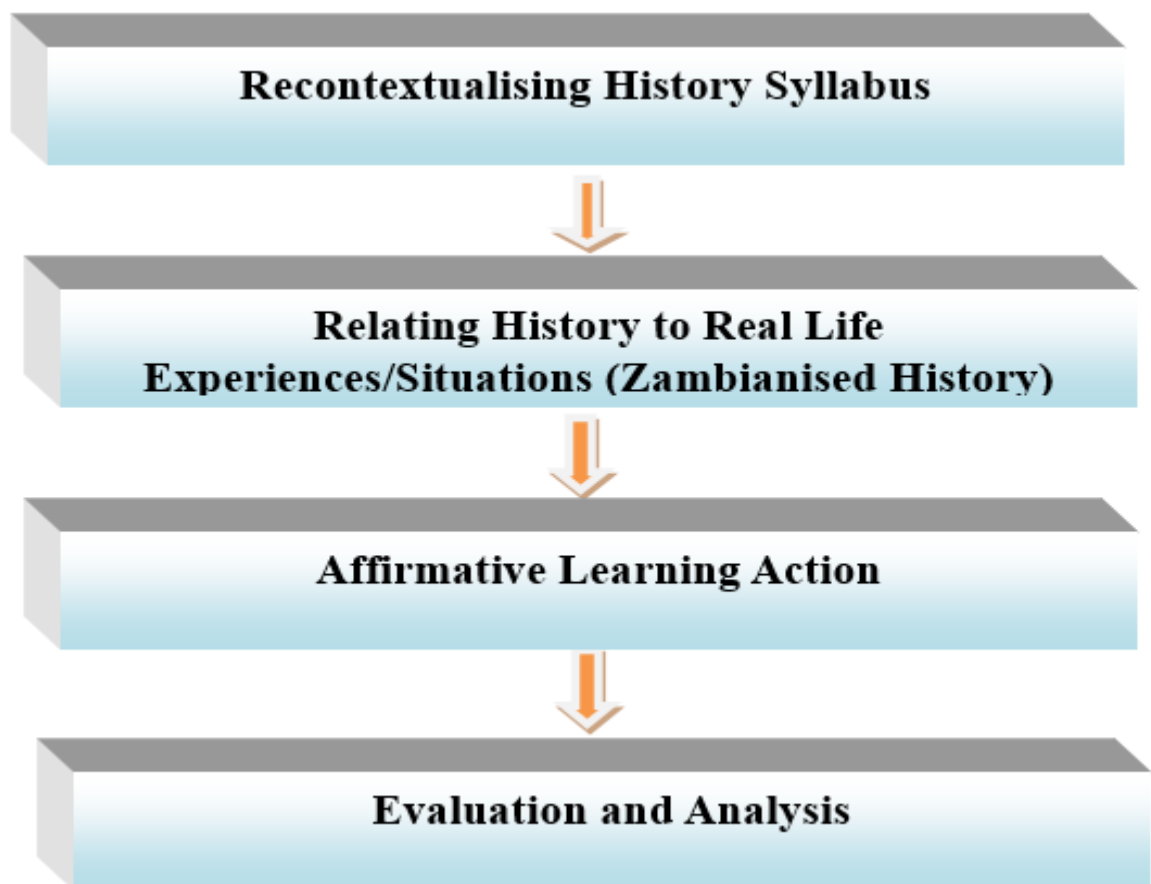 Recontextualising History Syllabus
Relating History to Real Life
Experiences/Situations (Zambianised History)
Affirmative Learning Action
Evaluation and Analysis